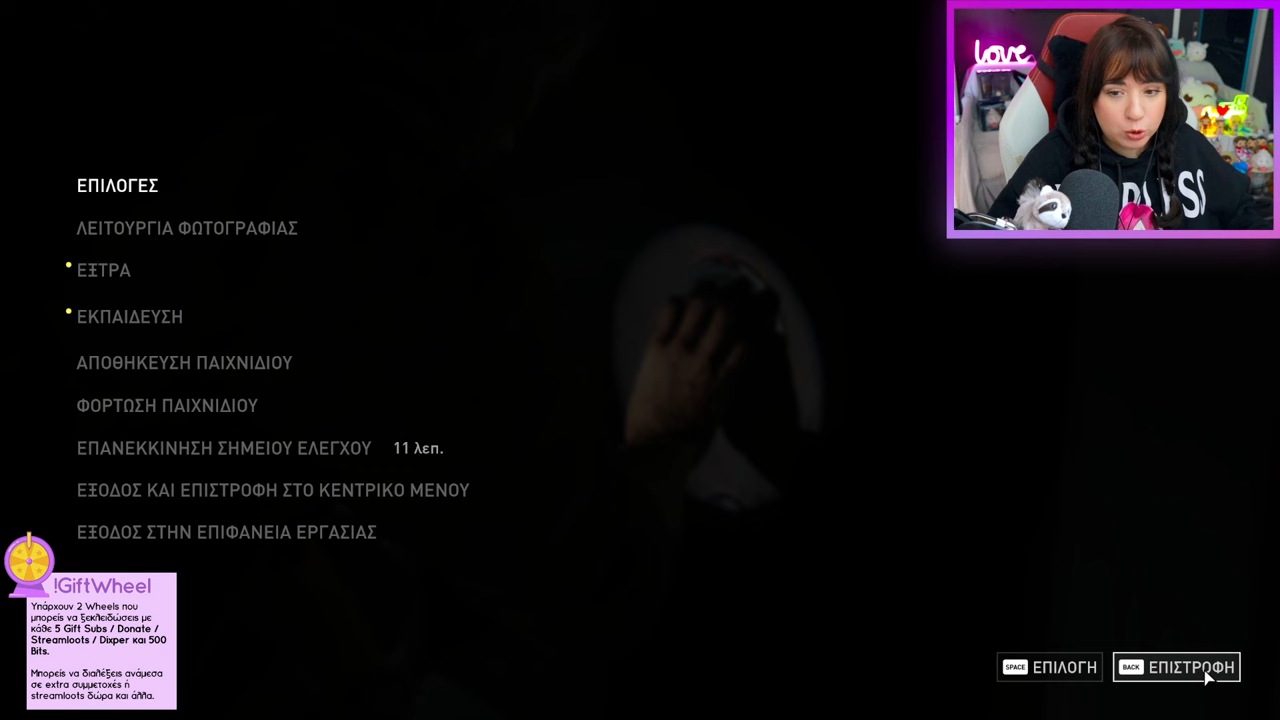 love
ΕΠΙΛΟΓΕΣ
ΛΕΙΤΟΥΡΓΙΑ ΦΩΤΟΓΡΑΦΙΑΣ
ΕΞΤΡΑ
ΕΚΠΑΙΔΕΥΣΗ
ΑΠΟΘΗΚΕΥΣΗ ΠΑΙΧΝΙΔΙΟΥ
ΦΟΡΤΩΣΗ ΠΑΙΧΝΙΔΙΟΥ
ΕΠΑΝΕΚΚΙΝΗΣΗ ΣΗΜΕΙΟΥ ΕΛΕΓΧΟΥ 11 λεπ.
ΕΞΟΔΟΣ ΚΑΙ ΕΠΙΣΤΡΟΦΗ ΣΤΟ ΚΕΝΤΡΙΚΟ ΜΕΝΟΥ
ΕΞΟΔΟΣ ΣΤΗΝ ΕΠΙΦΑΝΕΙΑ ΕΡΓΑΣΙΑΣ
!GiftWheel
Υπάρχουν 2 Wheels που
μπορείς να ξεκλειδώσεις με
κάθε 5 Gift Subs / Donate /
Streamloots / Dixper και 500
Bits.
Μπορείς να διαλέξεις ανάμεσα
σε extra συμμετοχές ή
streamloots δώρα και άλλα.
SPACE ΕΠΙΛΟΓΗ
BACK ΕΠΙΣΤΡΟΦΗ